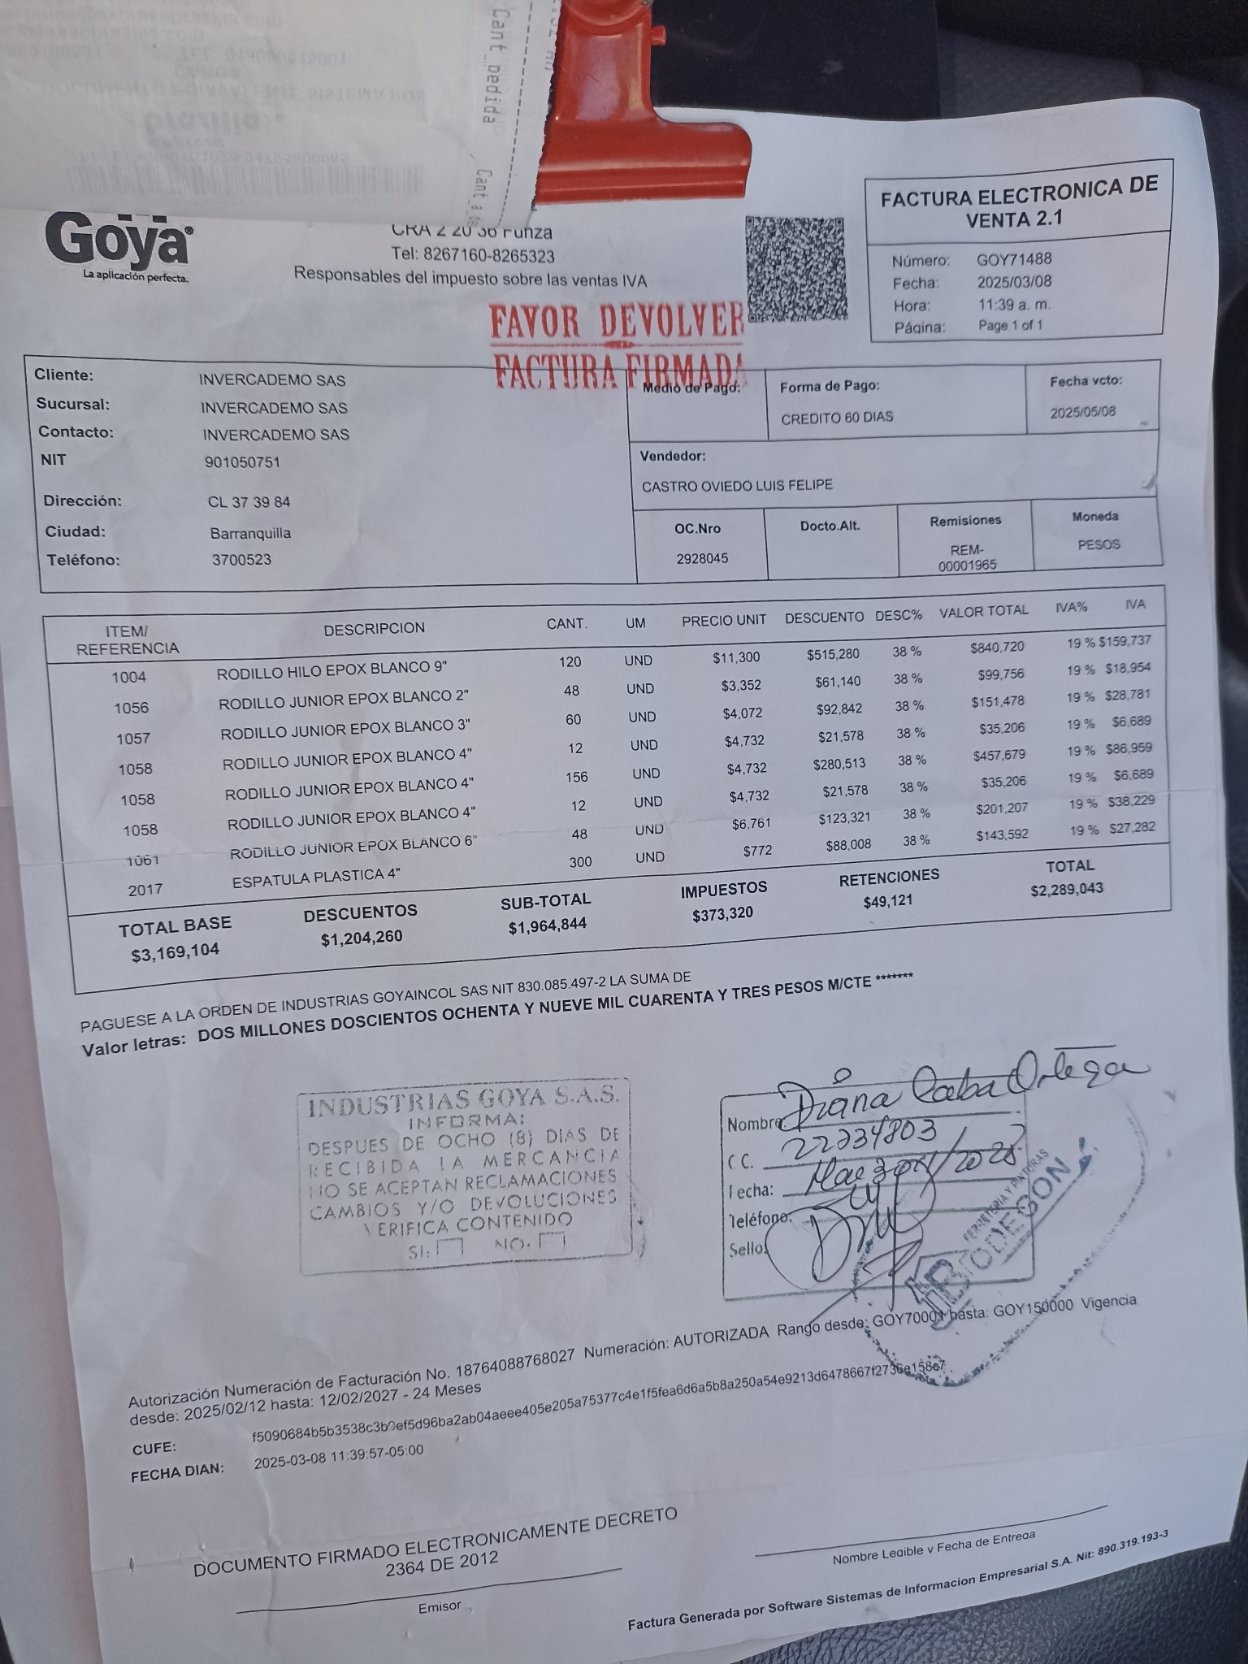 Cant pedida
Cant a
Goya
La aplicación perfecta.
CRA 2 20 36 Funza
Tel: 8267160-8265323
Responsables del impuesto sobre las ventas IVA
FACTURA ELECTRONICA DE
VENTA 2.1
Número: GOY71488
Fecha: 2025/03/08
Hora: 11:39 a. m.
Página: Page 1 of 1
FAVOR DEVOLVER
FACTURA FIRMADA
Cliente: INVERCADEMO SAS
Sucursal: INVERCADEMO SAS
Contacto: INVERCADEMO SAS
NIT 901050751
Dirección: CL 37 39 84
Ciudad: Barranquilla
Teléfono: 3700523
Medio de Pago:
Forma de Pago:
CREDITO 60 DIAS
Fecha vcto:
2025/05/08
Vendedor:
CASTRO OVIEDO LUIS FELIPE
OC.Nro Docto.Alt. Remisiones Moneda
2928045 REM-00001965 PESOS
ITEM/REFERENCIA DESCRIPCION CANT. UM PRECIO UNIT DESCUENTO DESC% VALOR TOTAL IVA% IVA
1004 RODILLO HILO EPOX BLANCO 9" 120 UND $11,300 $515,280 38 % $840,720 19 % $159,737
1056 RODILLO JUNIOR EPOX BLANCO 2" 48 UND $3,352 $61,140 38 % $99,756 19 % $18,954
1057 RODILLO JUNIOR EPOX BLANCO 3" 60 UND $4,072 $92,842 38 % $151,478 19 % $28,781
1058 RODILLO JUNIOR EPOX BLANCO 4" 12 UND $4,732 $21,578 38 % $35,206 19 % $6,689
1058 RODILLO JUNIOR EPOX BLANCO 4" 156 UND $4,732 $280,513 38 % $457,679 19 % $86,959
1058 RODILLO JUNIOR EPOX BLANCO 4" 12 UND $4,732 $21,578 38 % $35,206 19 % $6,689
1061 RODILLO JUNIOR EPOX BLANCO 6" 48 UND $6,761 $123,321 38 % $201,207 19 % $38,229
2017 ESPATULA PLASTICA 4" 300 UND $772 $88,008 38 % $143,592 19 % $27,282
TOTAL BASE DESCUENTOS SUB-TOTAL IMPUESTOS RETENCIONES TOTAL
$3,169,104 $1,204,260 $1,964,844 $373,320 $49,121 $2,289,043
PAGUESE A LA ORDEN DE INDUSTRIAS GOYAINCOL SAS NIT 830.085.497-2 LA SUMA DE
Valor letras: DOS MILLONES DOSCIENTOS OCHENTA Y NUEVE MIL CUARENTA Y TRES PESOS M/CTE *******
INDUSTRIAS GOYA S.A.S.
INFORMA:
DESPUES DE OCHO (8) DIAS DE
RECIBIDA LA MERCANCIA
NO SE ACEPTAN RECLAMACIONES
CAMBIOS Y/O DEVOLUCIONES
VERIFICA CONTENIDO
SI: NO:
Nombre Diana Caba Ortega
C.C. 22234803
Fecha:
Teléfono:
Sello:
FERRETERIA Y PINTURAS
BODEGON
Autorización Numeración de Facturación No. 18764088768027 Numeración: AUTORIZADA Rango desde: GOY70001 hasta: GOY150000 Vigencia
desde: 2025/02/12 hasta: 12/02/2027 - 24 Meses
CUFE:
FECHA DIAN: 2025-03-08 11:39:57-05:00
DOCUMENTO FIRMADO ELECTRONICAMENTE DECRETO
2364 DE 2012
Emisor
Nombre Legible y Fecha de Entrega
Factura Generada por Software Sistemas de Informacion Empresarial S.A. Nit: 890.319.193-3